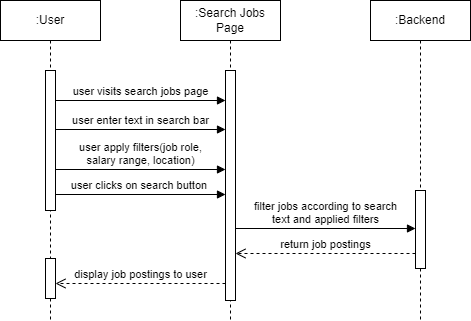 :User
:Search Jobs
Page
:Backend
user visits search jobs page
user enter text in search bar
user apply filters(job role,
salary range, location)
user clicks on search button
filter jobs according to search
text and applied filters
return job postings
display job postings to user